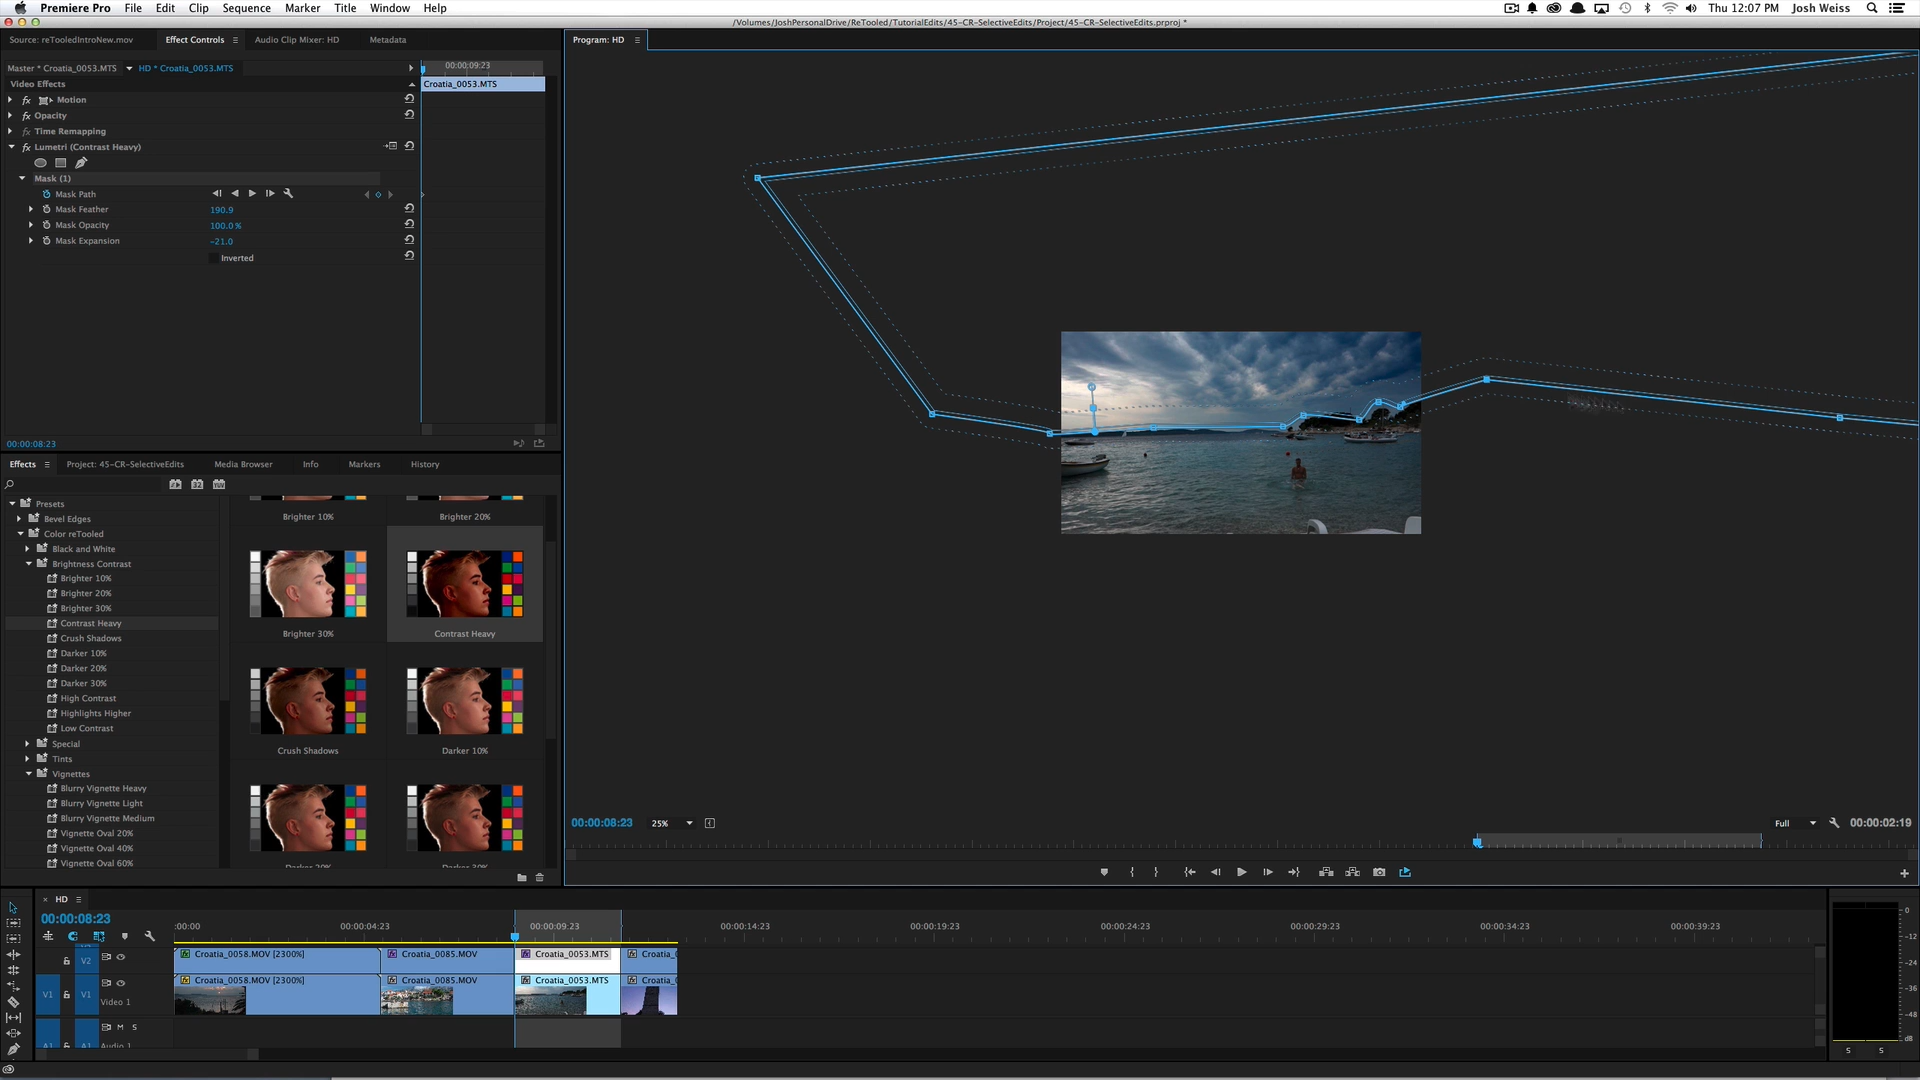 Premiere Pro File Edit Clip Sequence Marker Title Window Help Thu 12:07 PM Josh Weiss
/Volumes/JoshPersonalDrive/ReTooled/TutorialEdits/45-CR-SelectiveEdits/Project/45-CR-SelectiveEdits.prproj *
Source: reTooledIntroNew.mov Effect Controls Audio Clip Mixer: HD Metadata
Master * Croatia_0053.MTS HD * Croatia_0053.MTS 00:00:09:23
Video Effects Croatia_0053.MTS
fx Motion
fx Opacity
fx Time Remapping
fx Lumetri (Contrast Heavy)
Mask (1)
Mask Path
Mask Feather 190.9
Mask Opacity 100.0 %
Mask Expansion -21.0
Inverted
00:00:08:23
Program: HD
00:00:08:23 25% Full 00:00:02:19
Effects Project: 45-CR-SelectiveEdits Media Browser Info Markers History
Presets
Bevel Edges
Color reTooled
Black and White
Brightness Contrast
Brighter 10%
Brighter 20%
Brighter 30%
Contrast Heavy
Crush Shadows
Darker 10%
Darker 20%
Darker 30%
High Contrast
Highlights Higher
Low Contrast
Special
Tints
Vignettes
Blurry Vignette Heavy
Blurry Vignette Light
Blurry Vignette Medium
Vignette Oval 20%
Vignette Oval 40%
Vignette Oval 60%
Brighter 10% Brighter 20%
Brighter 30% Contrast Heavy
Crush Shadows Darker 10%
Darker 20% Darker 30%
× HD
00:00:08:23
:00:00 00:00:04:23 00:00:09:23 00:00:14:23 00:00:19:23 00:00:24:23 00:00:29:23 00:00:34:23 00:00:39:23
V2 Croatia_0058.MOV [2300%] Croatia_0085.MOV Croatia_0053.MTS Croatia_
V1 V1 Croatia_0058.MOV [2300%] Croatia_0085.MOV Croatia_0053.MTS Croatia_
Video 1
M S
A1 A1 Audio 1
0
-12
-24
-36
-48
dB
S S